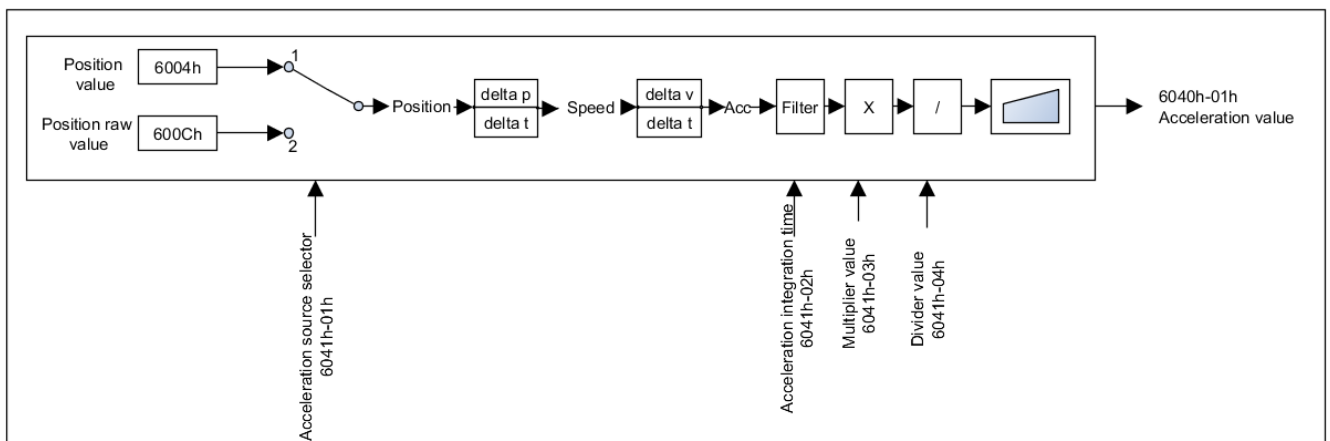 Position
value
6004h
1
Position raw
value
600Ch
2
Position
delta p
delta t
Speed
delta v
delta t
Acc
Filter
X
/
6040h-01h
Acceleration value
Acceleration source selector
6041h-01h
Acceleration integration time
6041h-02h
Multiplier value
6041h-03h
Divider value
6041h-04h